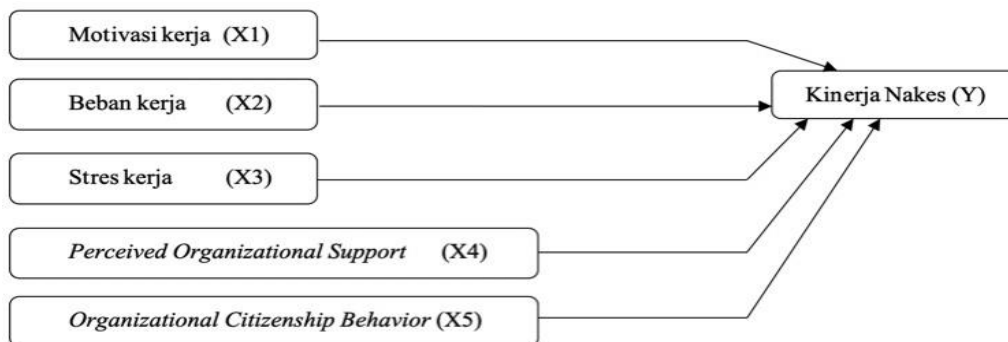 Motivasi kerja (X1)
Kinerja Nakes (Y)
Beban kerja (X2)
Stres kerja (X3)
Perceived Organizational Support (X4)
Organizational Citizenship Behavior (X5)